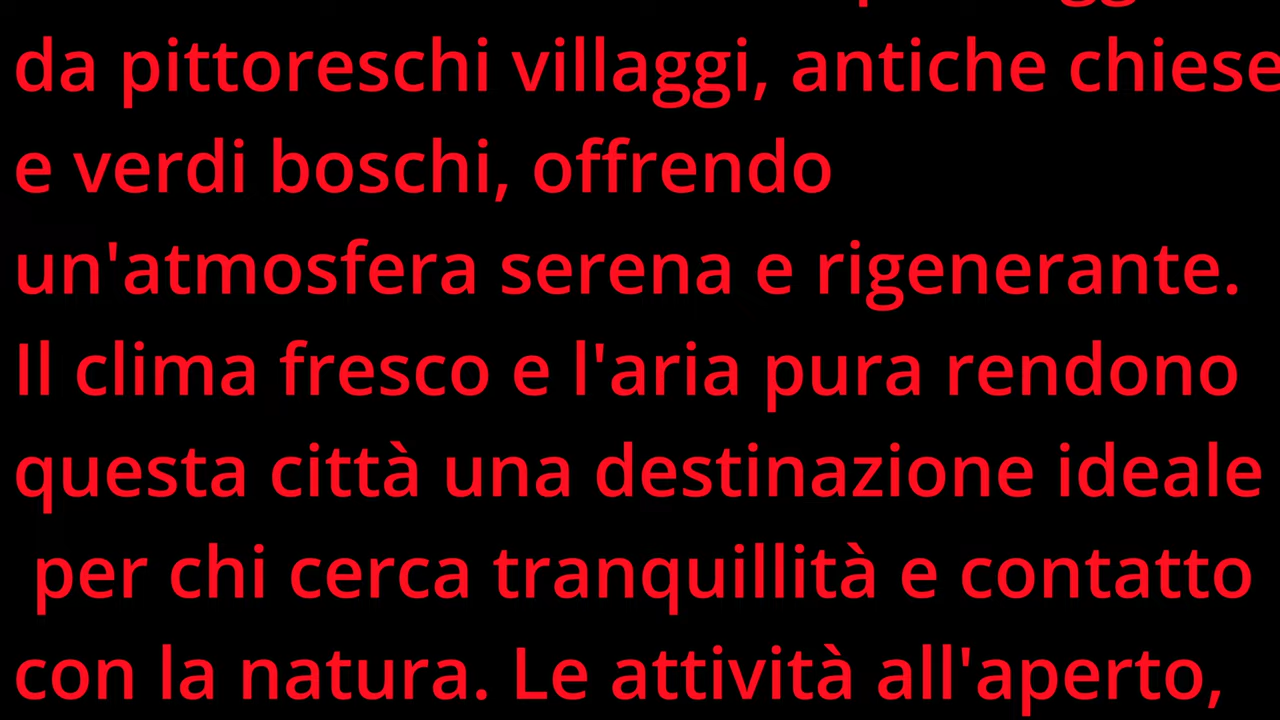 da pittoreschi villaggi, antiche chiese
e verdi boschi, offrendo
un'atmosfera serena e rigenerante.
Il clima fresco e l'aria pura rendono
questa città una destinazione ideale
per chi cerca tranquillità e contatto
con la natura. Le attività all'aperto,